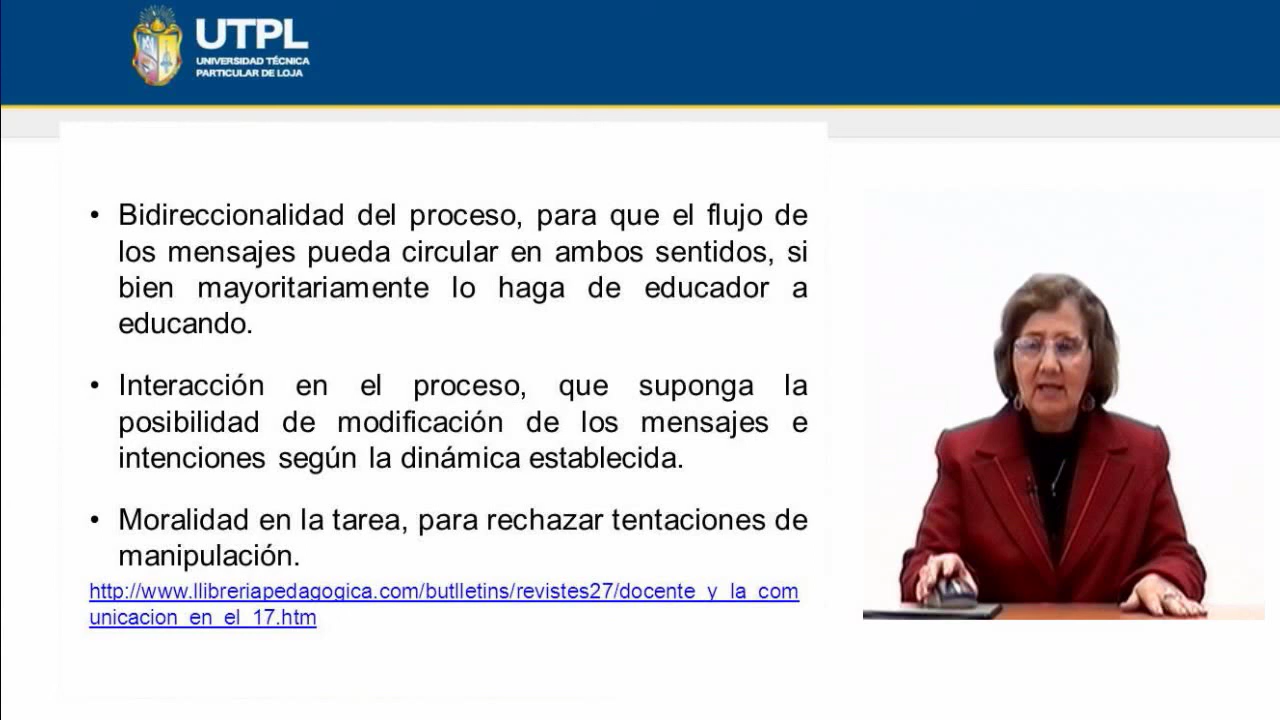 UTPL
UNIVERSIDAD TÉCNICA
PARTICULAR DE LOJA
• Bidireccionalidad del proceso, para que el flujo de
los mensajes pueda circular en ambos sentidos, si
bien mayoritariamente lo haga de educador a
educando.
• Interacción en el proceso, que suponga la
posibilidad de modificación de los mensajes e
intenciones según la dinámica establecida.
• Moralidad en la tarea, para rechazar tentaciones de
manipulación.
http://www.llibreriapedagogica.com/butlletins/revistes27/docente_y_la_com
unicacion_en_el_17.htm